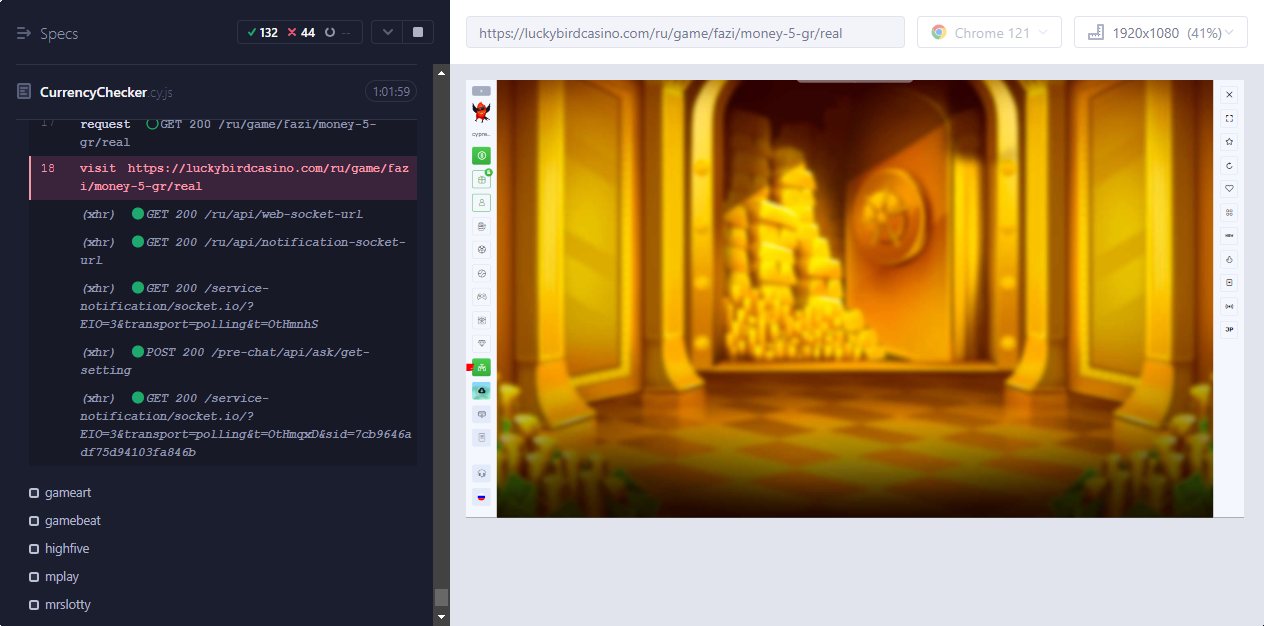 Specs
132 44 --
CurrencyChecker.cy.js
1:01:59
17 request GET 200 /ru/game/fazi/money-5-
gr/real
18 visit https://luckybirdcasino.com/ru/game/faz
i/money-5-gr/real
(xhr) GET 200 /ru/api/web-socket-url
(xhr) GET 200 /ru/api/notification-socket-
url
(xhr) GET 200 /service-
notification/socket.io/?
EIO=3&transport=polling&t=OtHmnhS
(xhr) POST 200 /pre-chat/api/ask/get-
setting
(xhr) GET 200 /service-
notification/socket.io/?
EIO=3&transport=polling&t=OtHmqxD&sid=7cb9646a
df75d94103fa846b
gameart
gamebeat
highfive
mplay
mrslotty
https://luckybirdcasino.com/ru/game/fazi/money-5-gr/real
Chrome 121
1920x1080 (41%)
cypre...
JP